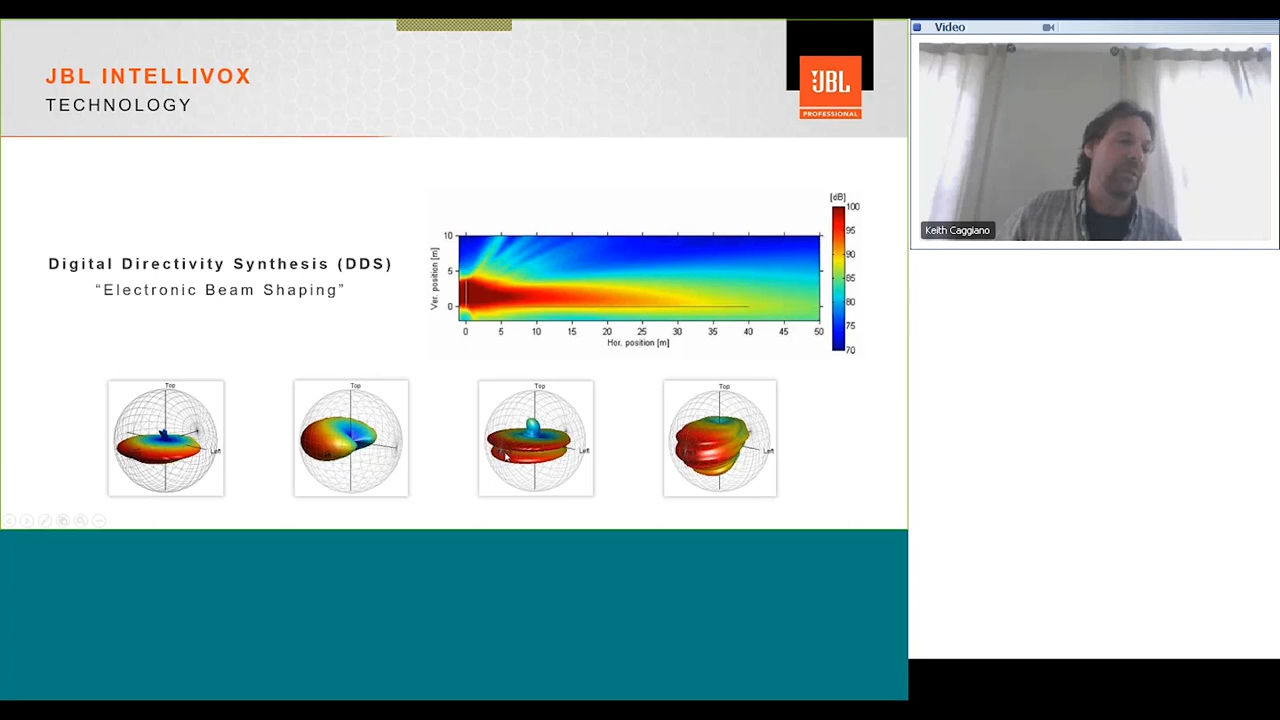 JBL INTELLIVOX
TECHNOLOGY
JBL
PROFESSIONAL
Video
Keith Caggiano
Digital Directivity Synthesis (DDS)
“Electronic Beam Shaping”
[dB]
100
95
90
85
80
75
70
10
5
0
Ver. position [m]
0 5 10 15 20 25 30 35 40 45 50
Hor. position [m]
Top
Left
Top
Top
Left
Top
Left